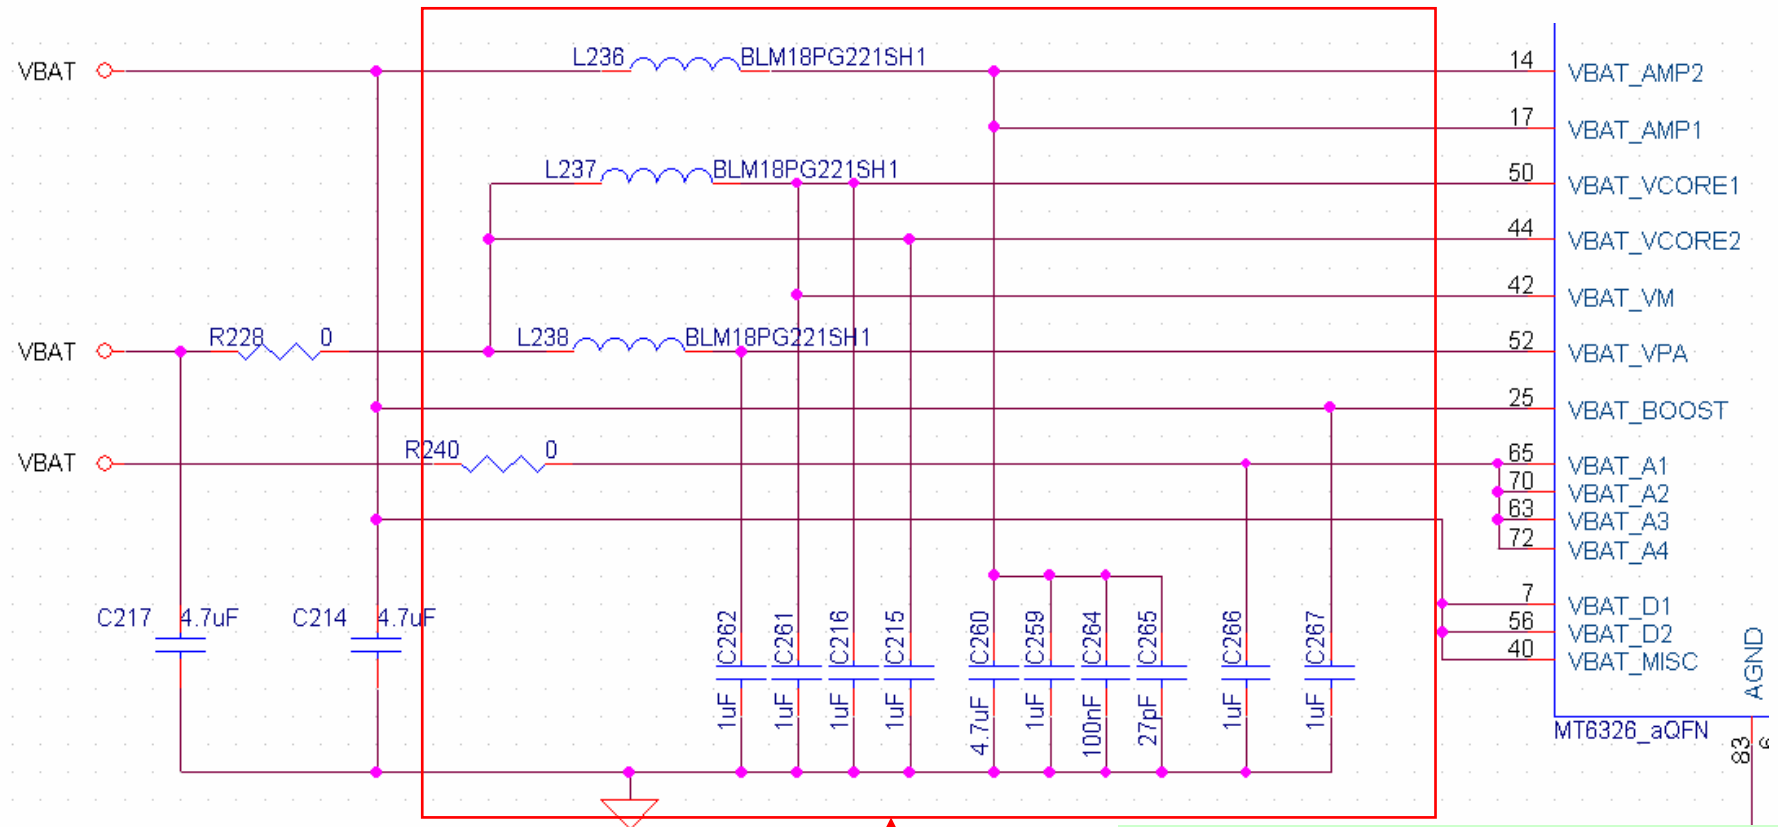 L236 BLM18PG221SH1
VBAT 14 VBAT_AMP2
17 VBAT_AMP1
L237 BLM18PG221SH1
50 VBAT_VCORE1
44 VBAT_VCORE2
42 VBAT_VM
R228 0 L238 BLM18PG221SH1
VBAT 52 VBAT_VPA
25 VBAT_BOOST
R240 0
VBAT 65 VBAT_A1
70 VBAT_A2
63 VBAT_A3
72 VBAT_A4
7 VBAT_D1
56 VBAT_D2
40 VBAT_MISC
C217 4.7uF C214 4.7uF
C262 C261 C216 C215 C260 C259 C264 C265 C266 C267
1uF 1uF 1uF 1uF 4.7uF 1uF 100nF 27pF 1uF 1uF
AGND
MT6326_aQFN
83